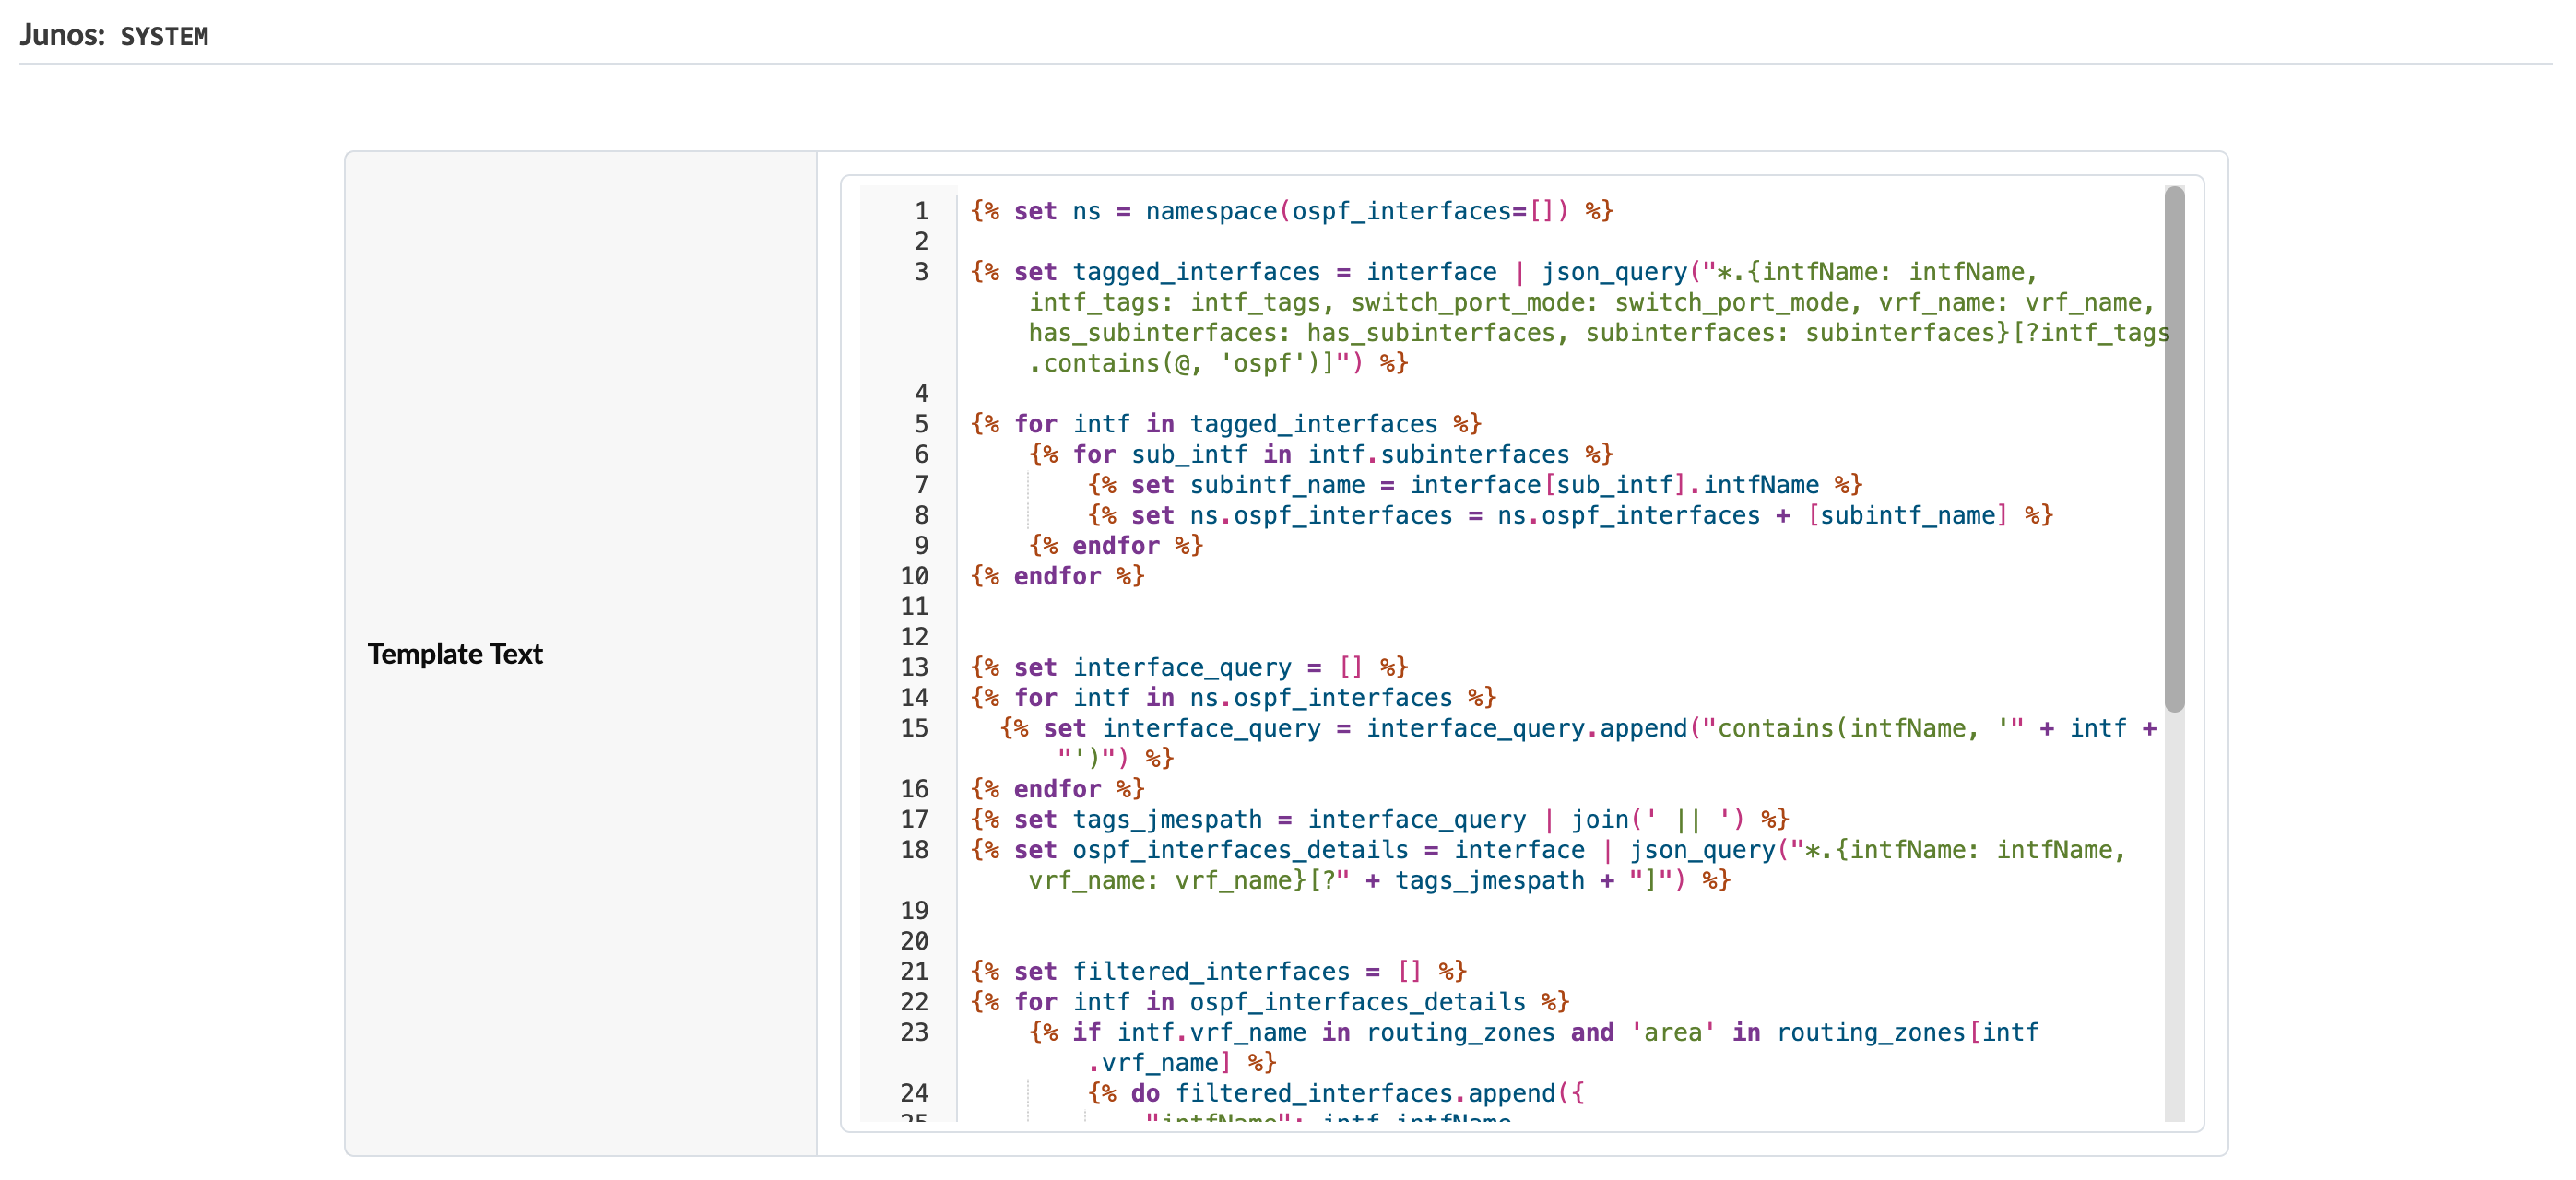 Junos: SYSTEM
Template Text
1 {% set ns = namespace(ospf_interfaces=[]) %}
2
3 {% set tagged_interfaces = interface | json_query("*.{intfName: intfName,
intf_tags: intf_tags, switch_port_mode: switch_port_mode, vrf_name: vrf_name,
has_subinterfaces: has_subinterfaces, subinterfaces: subinterfaces}[?intf_tags
.contains(@, 'ospf')]") %}
4
5 {% for intf in tagged_interfaces %}
6 {% for sub_intf in intf.subinterfaces %}
7 {% set subintf_name = interface[sub_intf].intfName %}
8 {% set ns.ospf_interfaces = ns.ospf_interfaces + [subintf_name] %}
9 {% endfor %}
10 {% endfor %}
11
12
13 {% set interface_query = [] %}
14 {% for intf in ns.ospf_interfaces %}
15 {% set interface_query = interface_query.append("contains(intfName, '" + intf +
"')") %}
16 {% endfor %}
17 {% set tags_jmespath = interface_query | join(' || ') %}
18 {% set ospf_interfaces_details = interface | json_query("*.{intfName: intfName,
vrf_name: vrf_name}[?" + tags_jmespath + "]") %}
19
20
21 {% set filtered_interfaces = [] %}
22 {% for intf in ospf_interfaces_details %}
23 {% if intf.vrf_name in routing_zones and 'area' in routing_zones[intf
.vrf_name] %}
24 {% do filtered_interfaces.append({
25 "intfName": intf.intfName